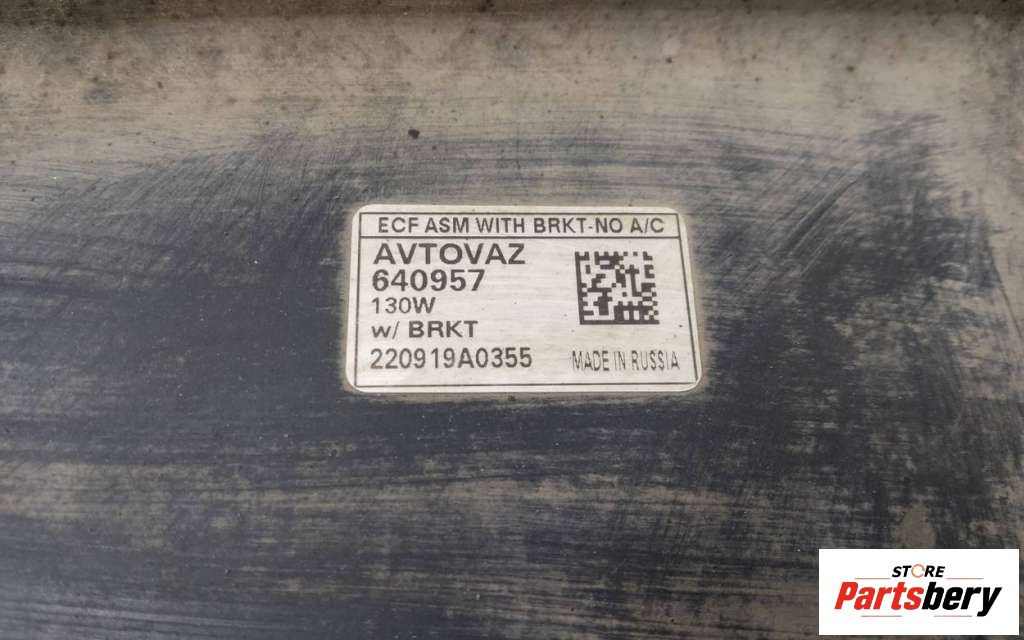 ECF ASM WITH BRKT-NO A/C
AVTOVAZ
640957
130W
w/ BRKT
220919A0355 MADE IN RUSSIA
STORE
Partsbery